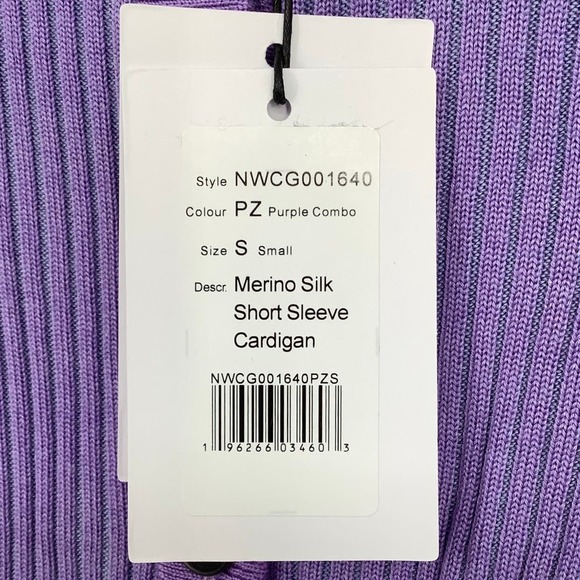 Style NWCG001640
Colour PZ Purple Combo
Size S Small
Descr. Merino Silk
Short Sleeve
Cardigan
NWCG001640PZS
1 96266 03460 3